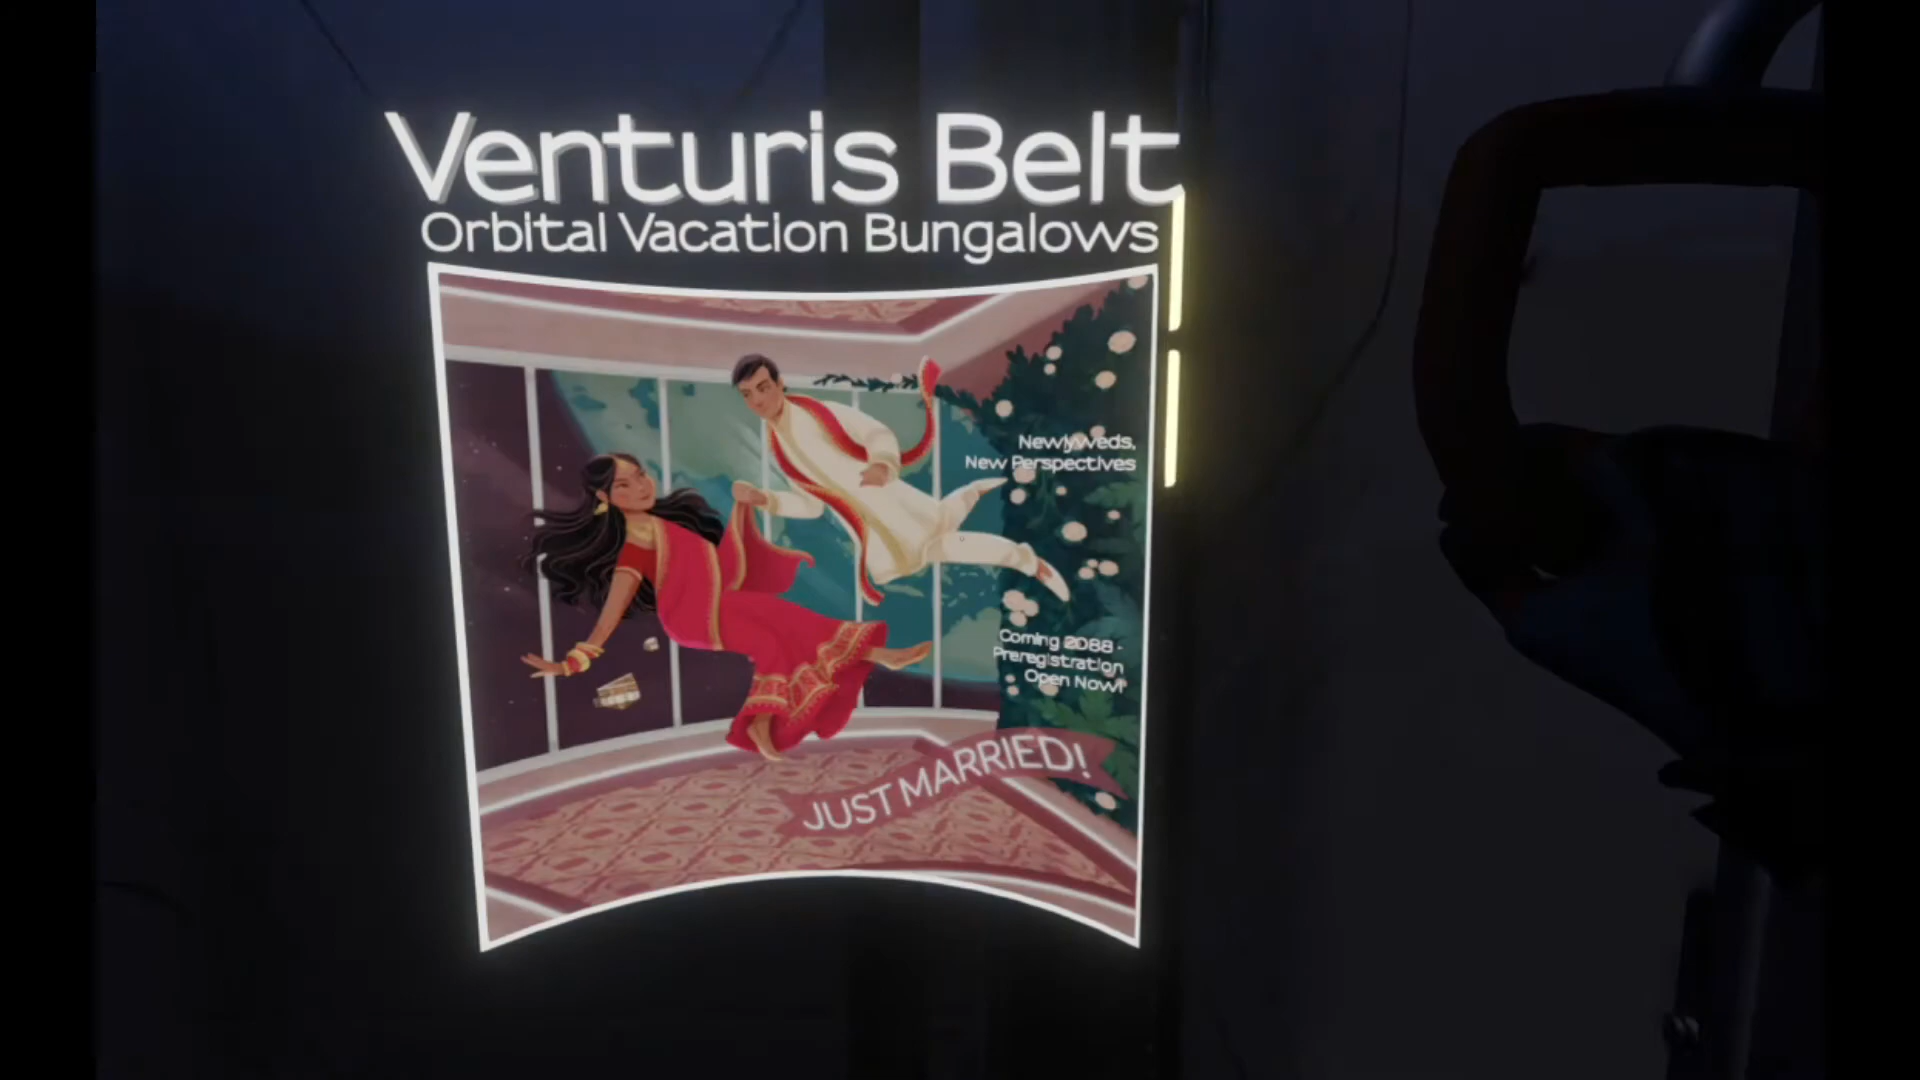 Venturis Belt
Orbital Vacation Bungalows
Newlyweds,
New Perspectives
Coming 2088 -
Preregistration
Open Now!
JUST MARRIED!